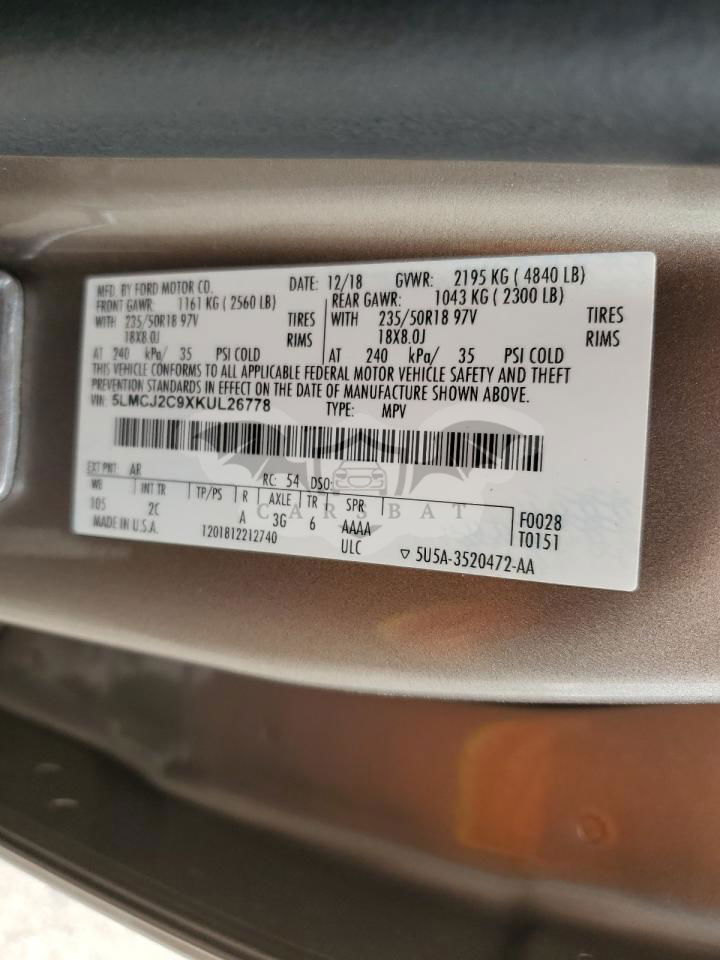 MFD. BY FORD MOTOR CO. DATE: 12/18 GVWR: 2195 KG ( 4840 LB)
FRONT GAWR: 1161 KG ( 2560 LB) REAR GAWR: 1043 KG ( 2300 LB)
WITH 235/50R18 97V TIRES WITH 235/50R18 97V TIRES
18X8.0J RIMS 18X8.0J RIMS
AT 240 kPa/ 35 PSI COLD AT 240 kPa/ 35 PSI COLD
THIS VEHICLE CONFORMS TO ALL APPLICABLE FEDERAL MOTOR VEHICLE SAFETY AND THEFT
PREVENTION STANDARDS IN EFFECT ON THE DATE OF MANUFACTURE SHOWN ABOVE.
VIN: 5LMCJ2C9XKUL26778 TYPE: MPV
EXT PNT: AR RC: 54 DSO:
WB INT TR TP/PS R AXLE TR SPR
105 2C A 3G 6 AAAA F0028
MADE IN U.S.A. 1201812212740 ULC T0151
▽ 5U5A-3520472-AA
CARSBAT